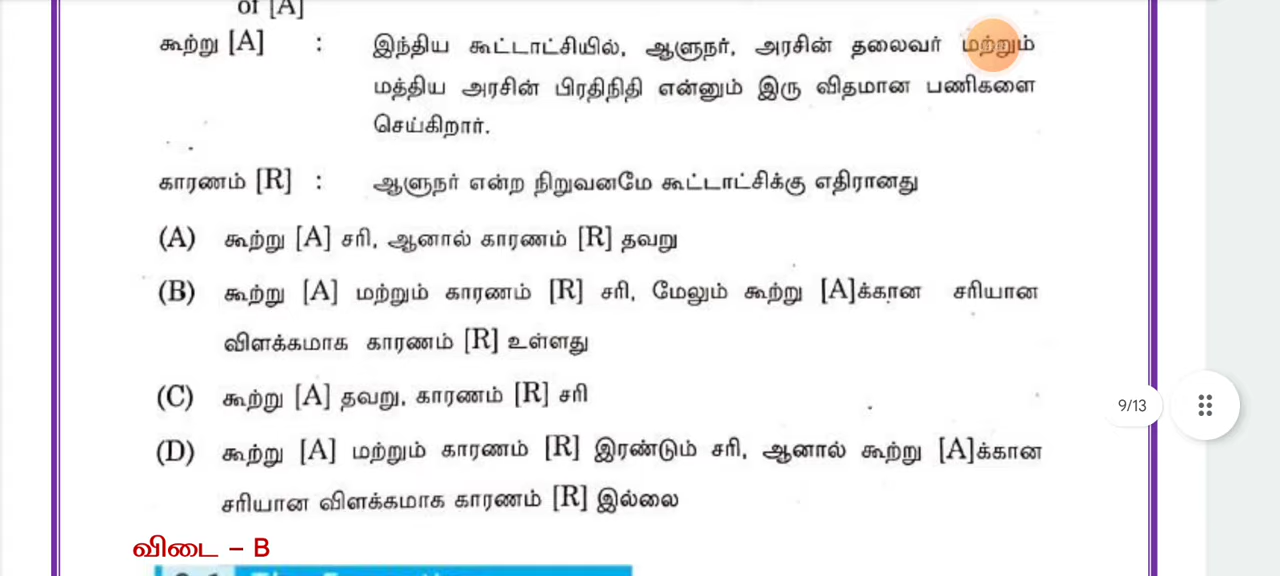 of [A]
கூற்று [A] : இந்திய கூட்டாட்சியில், ஆளுநர், அரசின் தலைவர் மற்றும்
மத்திய அரசின் பிரதிநிதி என்னும் இரு விதமான பணிகளை
செய்கிறார்.
காரணம் [R] : ஆளுநர் என்ற நிறுவனமே கூட்டாட்சிக்கு எதிரானது
(A) கூற்று [A] சரி, ஆனால் காரணம் [R] தவறு
(B) கூற்று [A] மற்றும் காரணம் [R] சரி, மேலும் கூற்று [A]க்கான சரியான
விளக்கமாக காரணம் [R] உள்ளது
(C) கூற்று [A] தவறு, காரணம் [R] சரி
9/13
(D) கூற்று [A] மற்றும் காரணம் [R] இரண்டும் சரி, ஆனால் கூற்று [A]க்கான
சரியான விளக்கமாக காரணம் [R] இல்லை
விடை – B